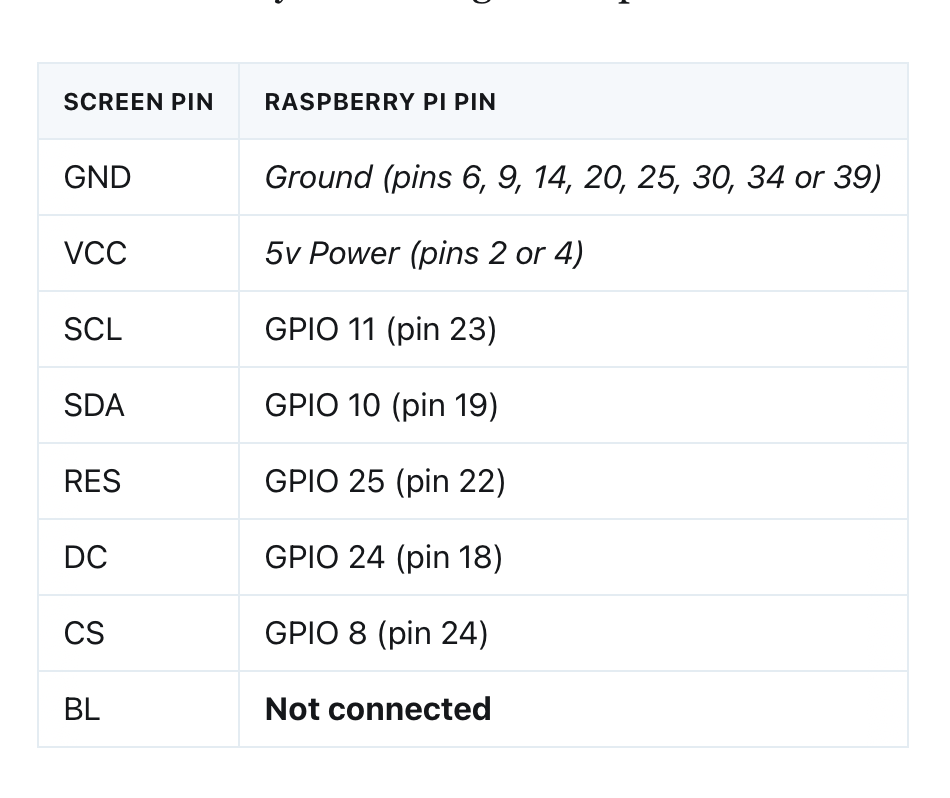 SCREEN PIN RASPBERRY PI PIN
GND Ground (pins 6, 9, 14, 20, 25, 30, 34 or 39)
VCC 5v Power (pins 2 or 4)
SCL GPIO 11 (pin 23)
SDA GPIO 10 (pin 19)
RES GPIO 25 (pin 22)
DC GPIO 24 (pin 18)
CS GPIO 8 (pin 24)
BL Not connected